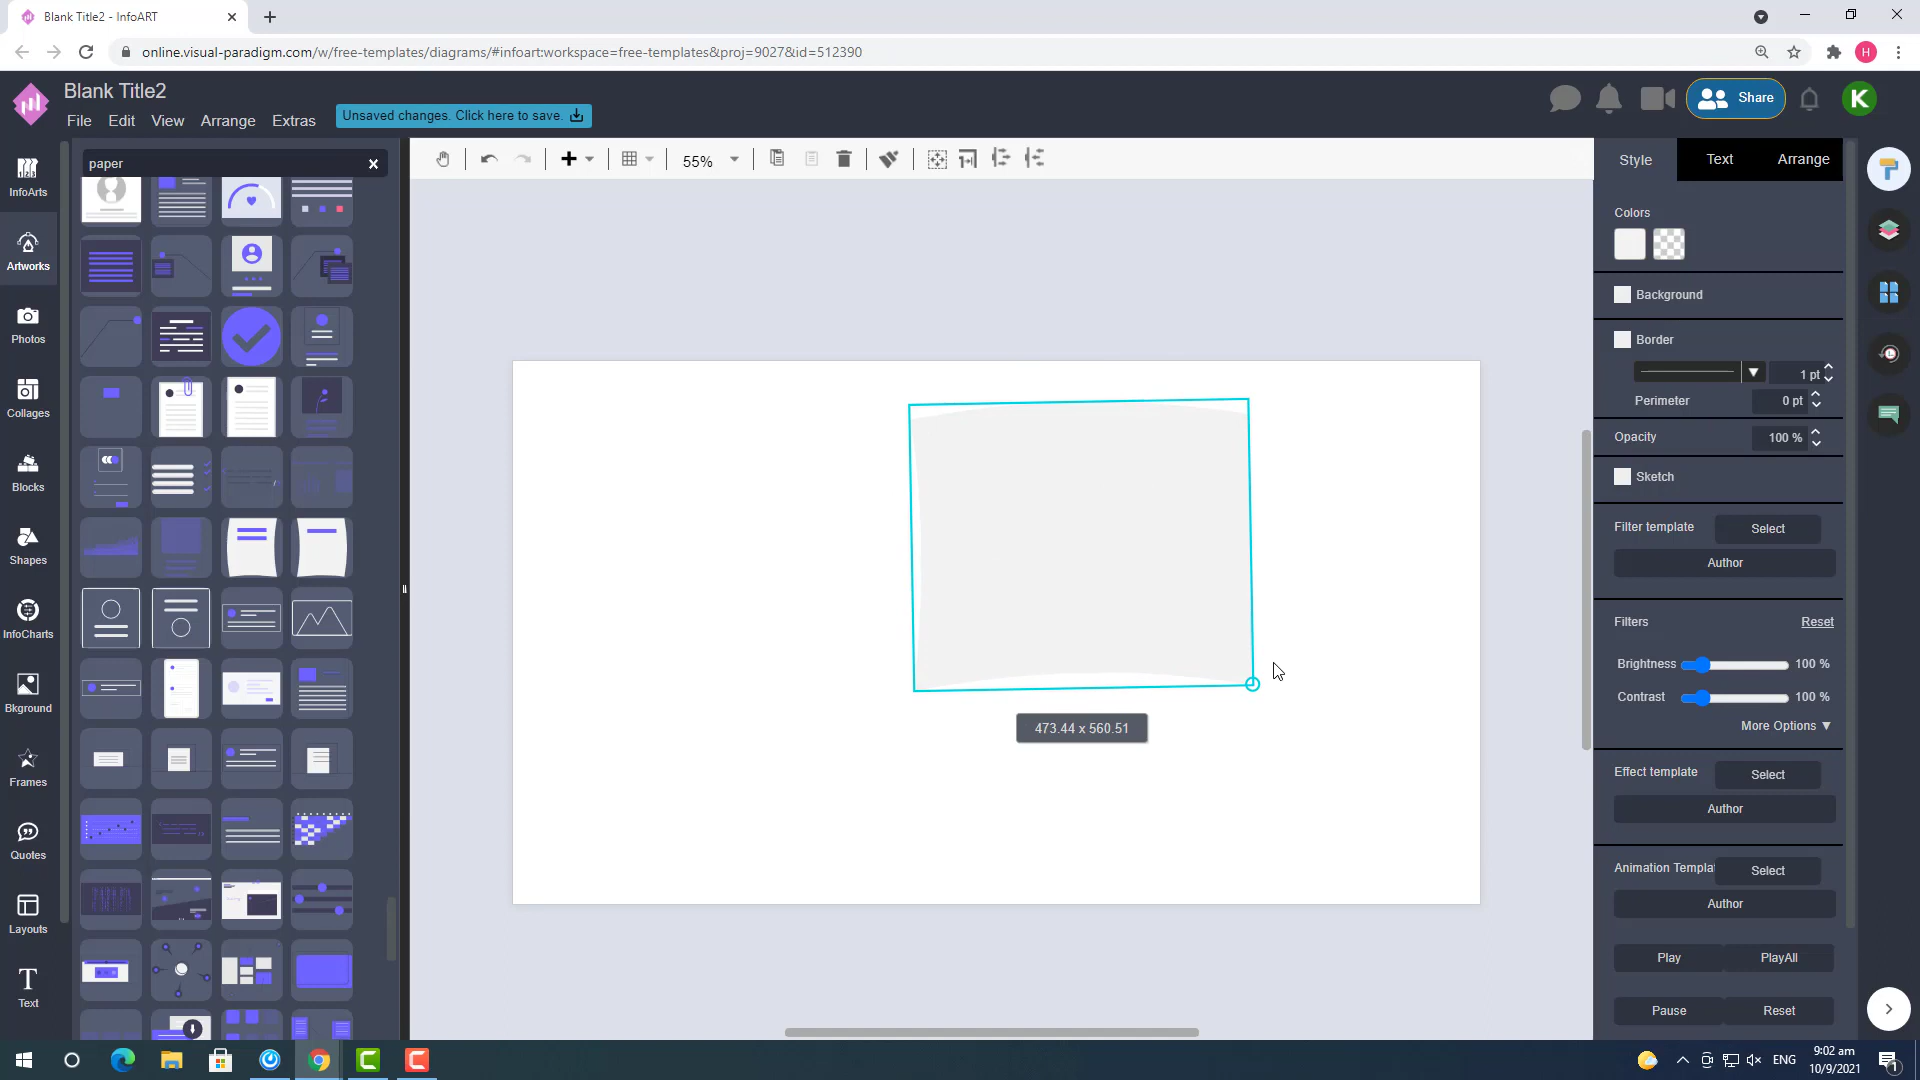 Blank Title2 - InfoART
online.visual-paradigm.com/w/free-templates/diagrams/#infoart:workspace=free-templates&proj=9027&id=512390
H
Blank Title2
File Edit View Arrange Extras
Unsaved changes. Click here to save.
Share
K
paper
55%
InfoArts
Artworks
Photos
Collages
Blocks
Shapes
InfoCharts
Bkground
Frames
Quotes
Layouts
Text
473.44 x 560.51
Style Text Arrange
Colors
Background
Border
1 pt
Perimeter 0 pt
Opacity 100 %
Sketch
Filter template Select
Author
Filters Reset
Brightness 100 %
Contrast 100 %
More Options ▼
Effect template Select
Author
Animation Templa Select
Author
Play PlayAll
Pause Reset
ENG
9:02 am
10/9/2021
1